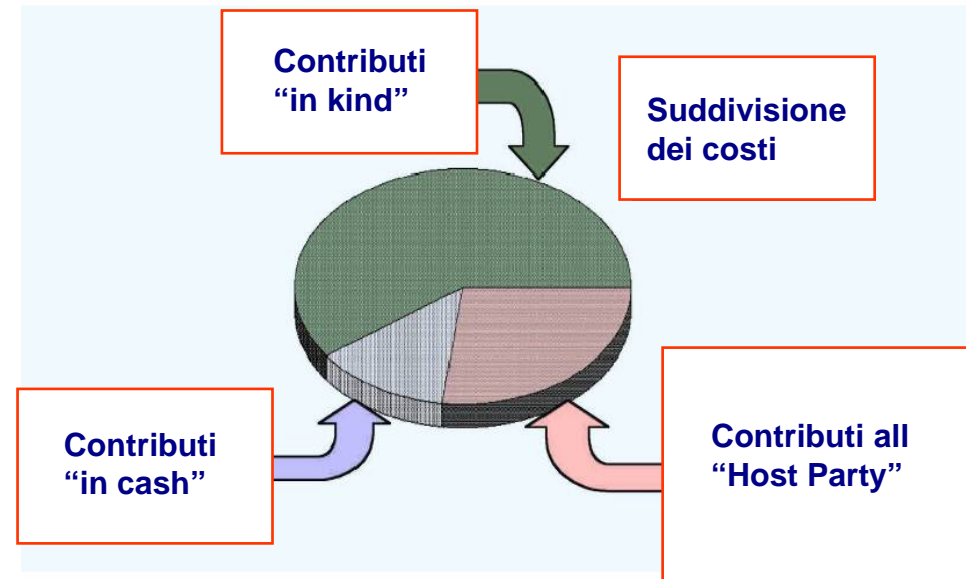 Contributi
“in kind”
Suddivisione
dei costi
Contributi
“in cash”
Contributi all
“Host Party”